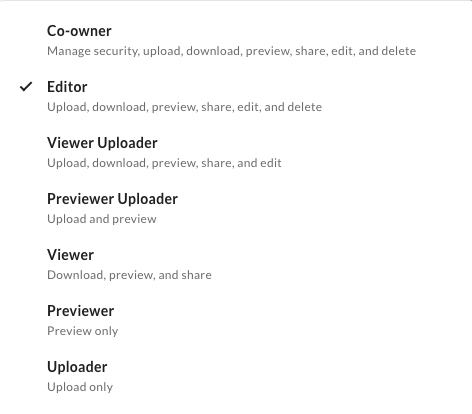 Co-owner
Manage security, upload, download, preview, share, edit, and delete
Editor
Upload, download, preview, share, edit, and delete
Viewer Uploader
Upload, download, preview, share, and edit
Previewer Uploader
Upload and preview
Viewer
Download, preview, and share
Previewer
Preview only
Uploader
Upload only